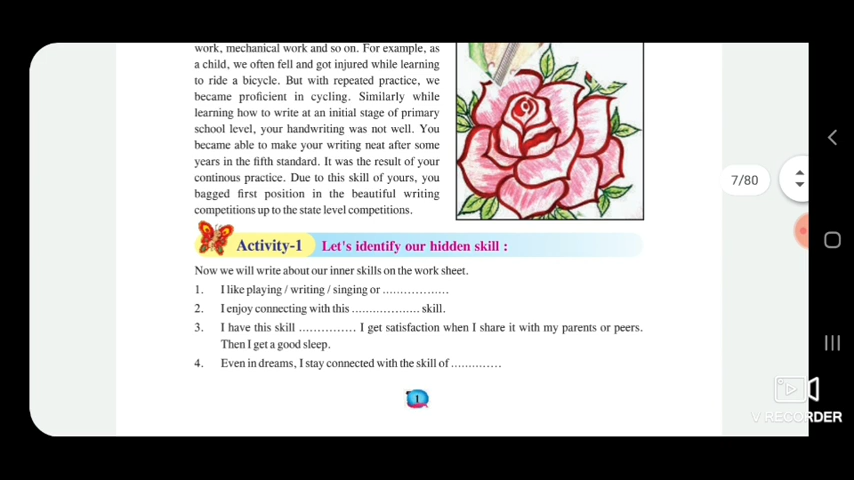 work, mechanical work and so on. For example, as
a child, we often fell and got injured while learning
to ride a bicycle. But with repeated practice, we
became proficient in cycling. Similarly while
learning how to write at an initial stage of primary
school level, your handwriting was not well. You
became able to make your writing neat after some
years in the fifth standard. It was the result of your
continous practice. Due to this skill of yours, you
bagged first position in the beautiful writing
competitions up to the state level competitions.
Activity-1 Let's identify our hidden skill :
Now we will write about our inner skills on the work sheet.
1. I like playing / writing / singing or ..................
2. I enjoy connecting with this ................... skill.
3. I have this skill .............. I get satisfaction when I share it with my parents or peers.
Then I get a good sleep.
4. Even in dreams, I stay connected with the skill of ..............
1
7/80
V RECORDER